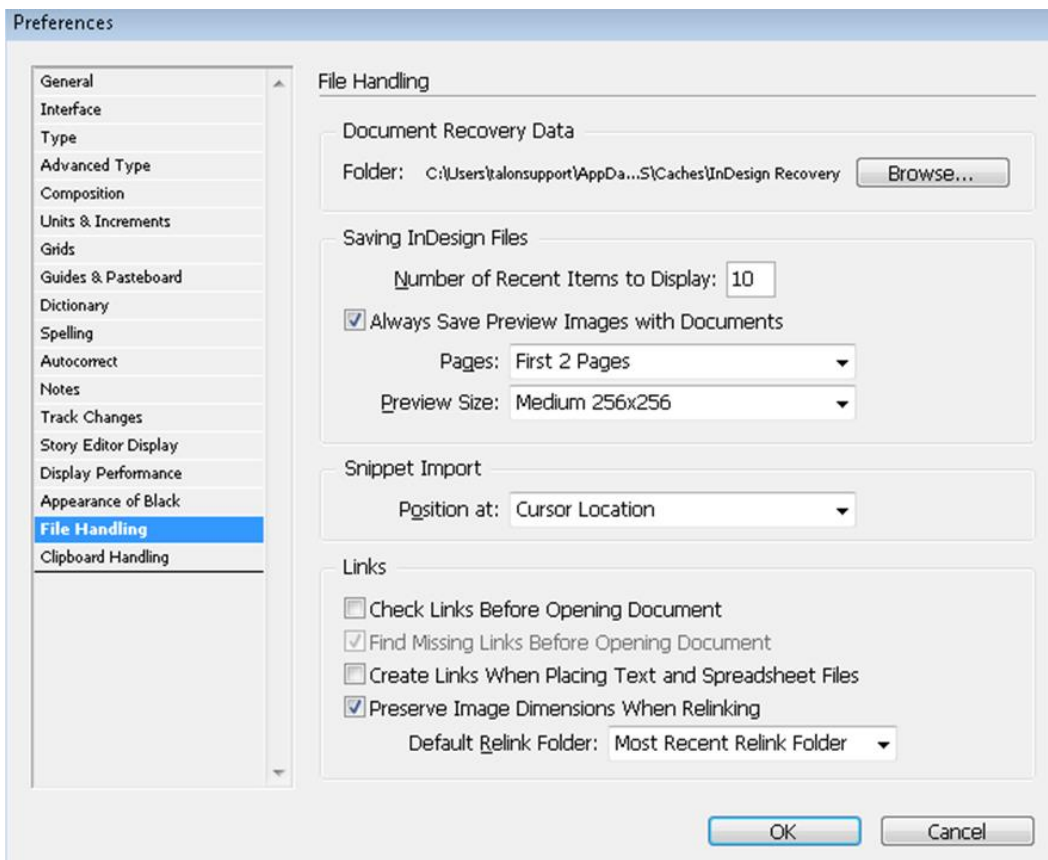 Preferences
General
Interface
Type
Advanced Type
Composition
Units & Increments
Grids
Guides & Pasteboard
Dictionary
Spelling
Autocorrect
Notes
Track Changes
Story Editor Display
Display Performance
Appearance of Black
File Handling
Clipboard Handling
File Handling
Document Recovery Data
Folder: C:\Users\talonsupport\AppDa...S\Caches\InDesign Recovery Browse...
Saving InDesign Files
Number of Recent Items to Display: 10
Always Save Preview Images with Documents
Pages: First 2 Pages
Preview Size: Medium 256x256
Snippet Import
Position at: Cursor Location
Links
Check Links Before Opening Document
Find Missing Links Before Opening Document
Create Links When Placing Text and Spreadsheet Files
Preserve Image Dimensions When Relinking
Default Relink Folder: Most Recent Relink Folder
OK Cancel